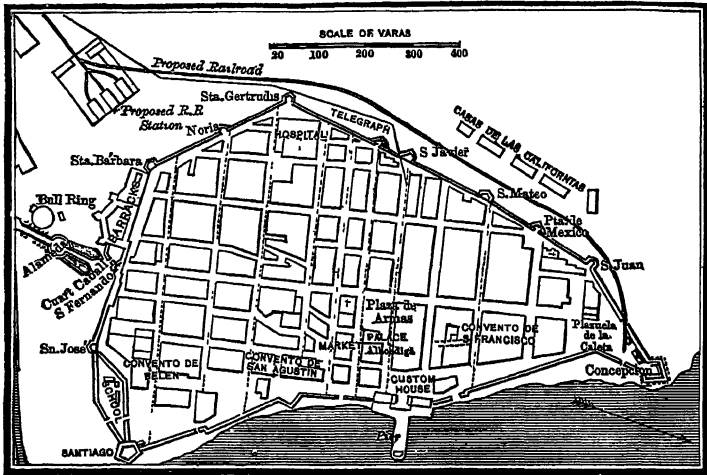 SCALE OF VARAS
20 100 200 300 400
Proposed Railroad
Proposed R.R
Station
Sta. Gertrudis
Noria
TELEGRAPH
HOSPITAL
CASAS DE LAS CALIFORNIAS
S Javier
Sta. Bárbara
S. Mateo
Bull Ring
BARRACKS
Pta. de
Mexico
Alameda
S. Juan
Cuart Cabal
S Fernando
Plaza de
Armas
Sn. José
MARKET
PALACE
Alhondiga
CONVENTO DE
S. FRANCISCO
Plazuela
de la
Caleta
CONVENTO DE
BELEN
CONVENTO DE
SAN AGUSTIN
Concepcion
CUSTOM
HOUSE
SANTIAGO
Pier